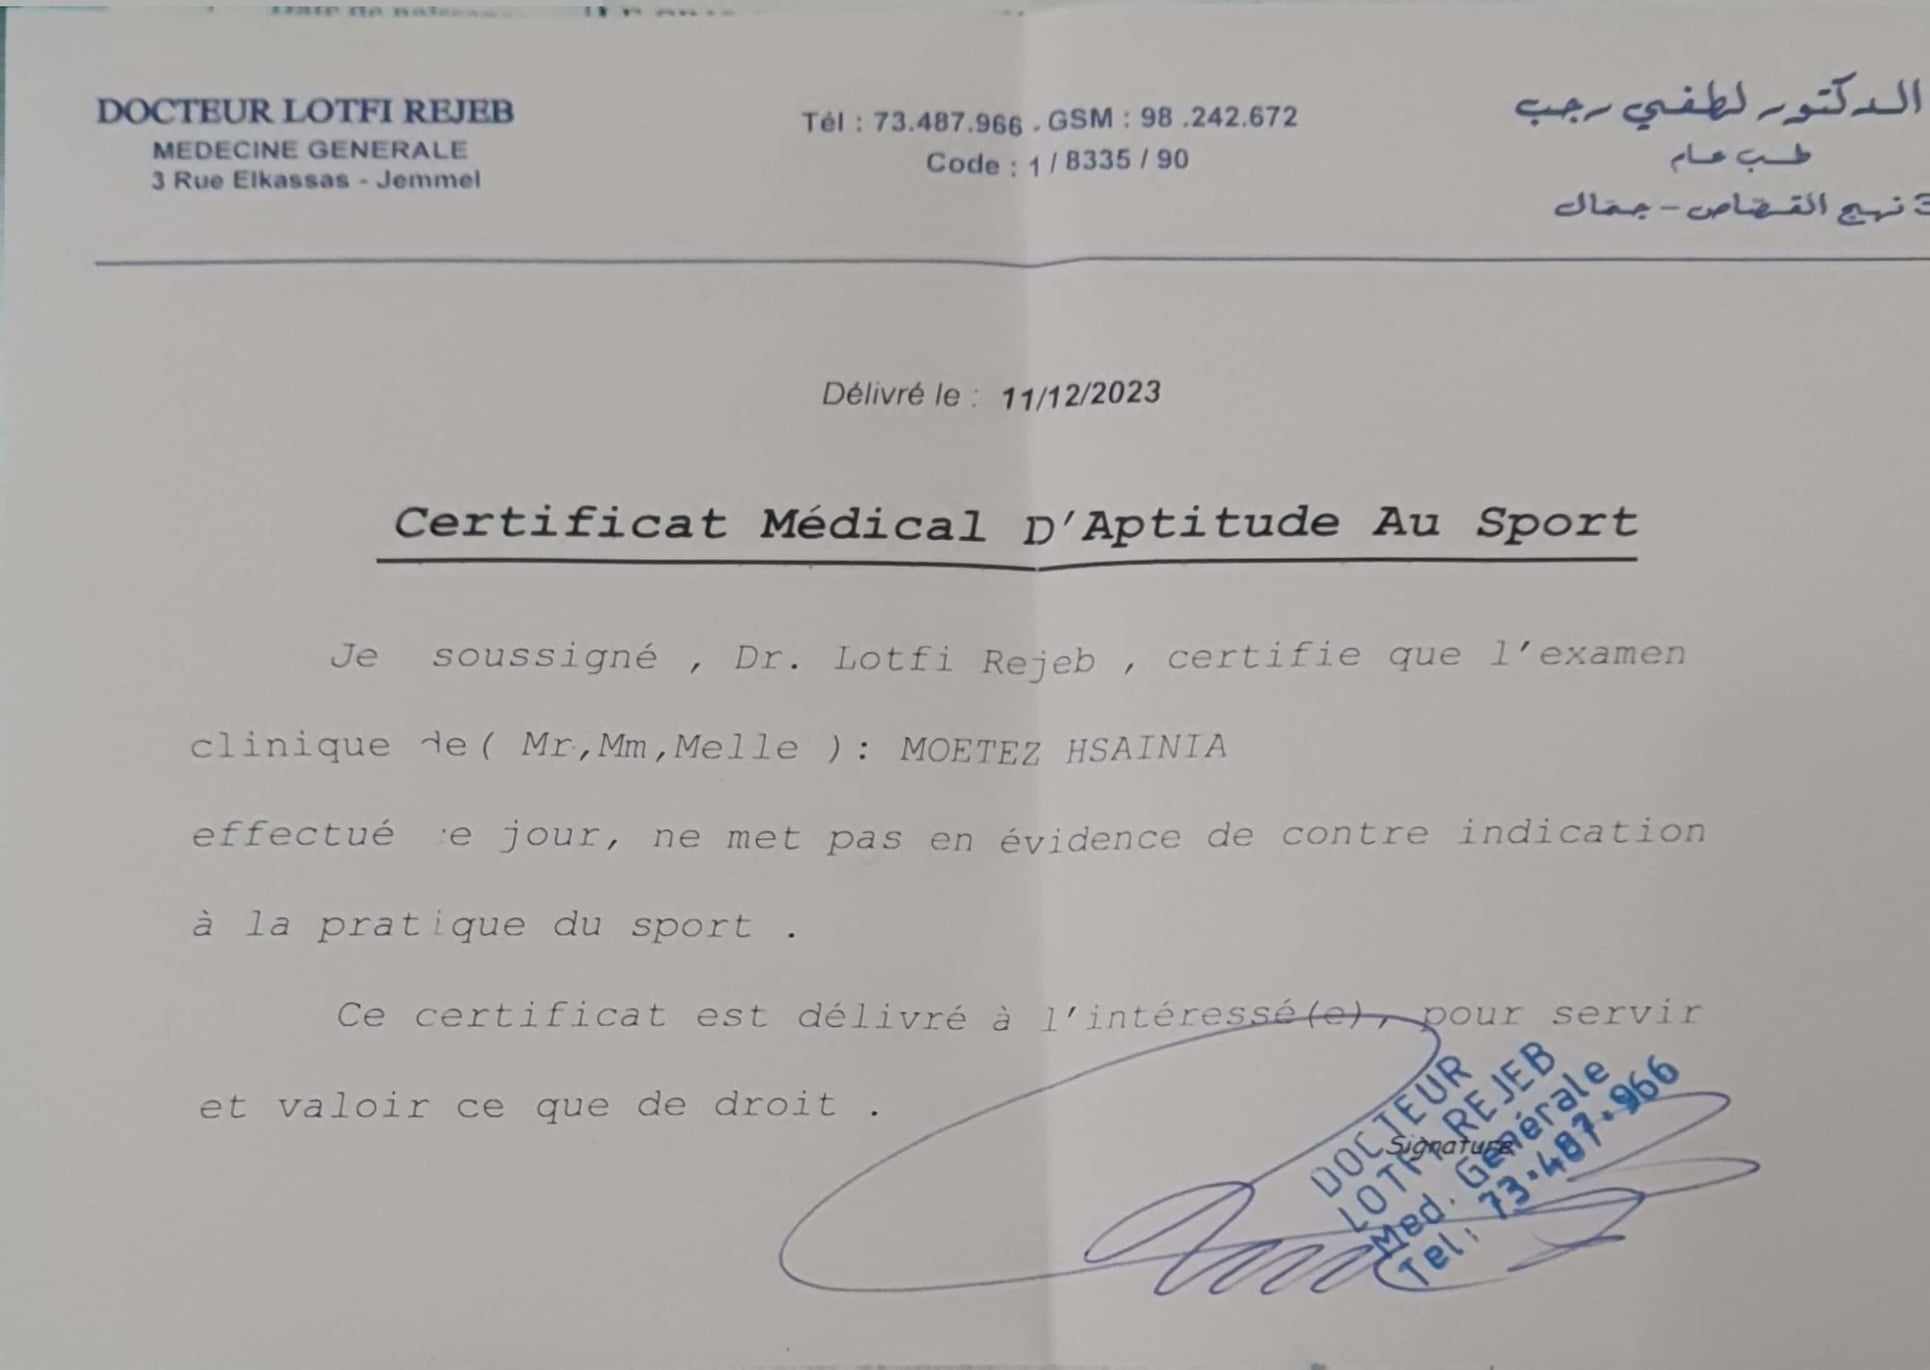 DOCTEUR LOTFI REJEB
MEDECINE GENERALE
3 Rue Elkassas - Jemmel
Tél : 73.487.966 . GSM : 98 .242.672
Code : 1 / 8335 / 90
الدكتور لطفي رجب
طب عام
3 نهج القصاص - جمال
Délivré le : 11/12/2023
Certificat Médical D'Aptitude Au Sport
Je soussigné , Dr. Lotfi Rejeb , certifie que l'examen
clinique de ( Mr,Mm,Melle ): MOETEZ HSAINIA
effectué ce jour, ne met pas en évidence de contre indication
à la pratique du sport .
Ce certificat est délivré à l'intéressé(e), pour servir
et valoir ce que de droit .
Signature
DOCTEUR
LOTFI REJEB
Med. Générale
Tel: 73.487.966